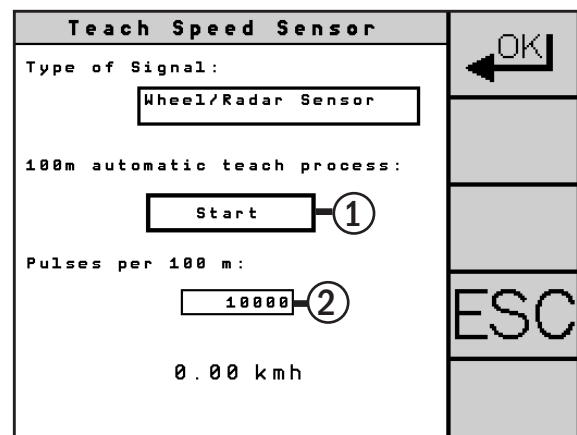 Teach Speed Sensor
OK
Type of Signal:
Wheel/Radar Sensor
100m automatic teach process:
Start
1
Pulses per 100 m:
10000
2
ESC
0.00 kmh